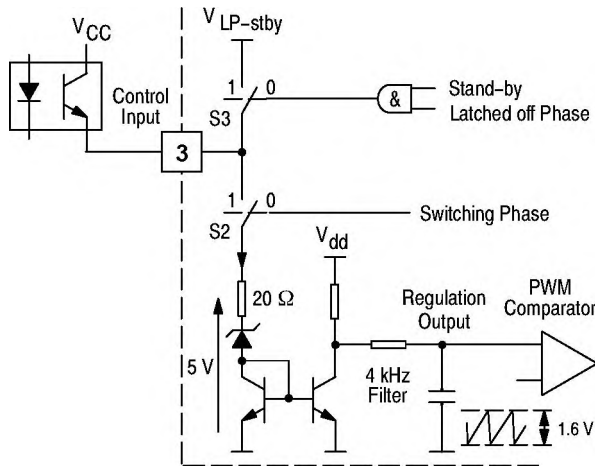 V LP-stby
VCC
1 0
&
Stand-by
Latched off Phase
Control
Input
S3
3
1 0
S2
Switching Phase
Vdd
20 Ω
5 V
Regulation
Output
PWM
Comparator
4 kHz
Filter
1.6 V